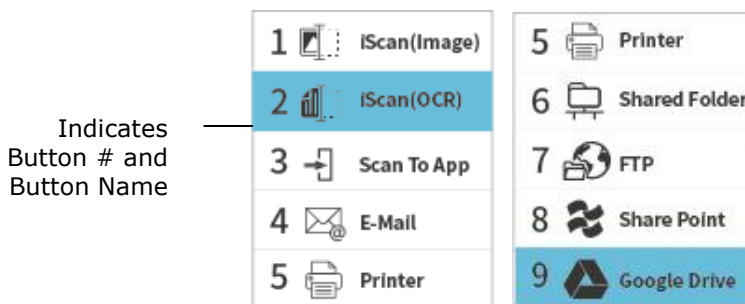 Indicates
Button # and
Button Name
1 iScan(Image)
2 iScan(OCR)
3 Scan To App
4 E-Mail
5 Printer
5 Printer
6 Shared Folder
7 FTP
8 Share Point
9 Google Drive